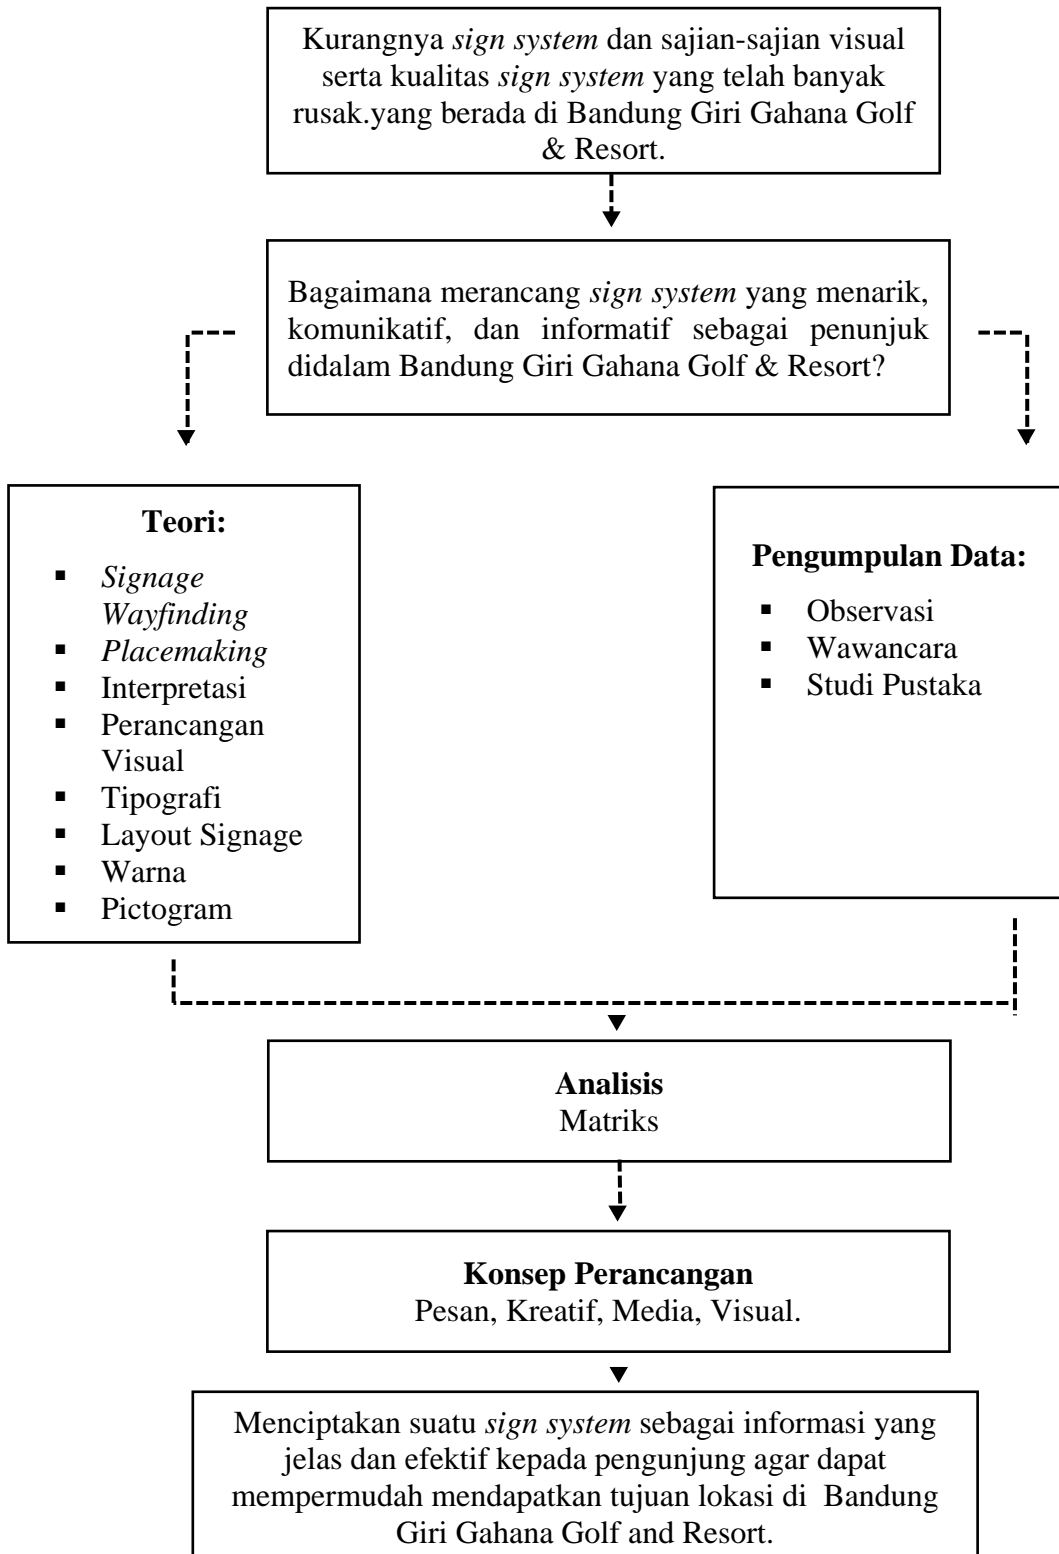 Kurangnya sign system dan sajian-sajian visual
serta kualitas sign system yang telah banyak
rusak.yang berada di Bandung Giri Gahana Golf
& Resort.
Bagaimana merancang sign system yang menarik,
komunikatif, dan informatif sebagai penunjuk
didalam Bandung Giri Gahana Golf & Resort?
Teori:
▪ Signage
Wayfinding
▪ Placemaking
▪ Interpretasi
▪ Perancangan
Visual
▪ Tipografi
▪ Layout Signage
▪ Warna
▪ Pictogram
Pengumpulan Data:
▪ Observasi
▪ Wawancara
▪ Studi Pustaka
Analisis
Matriks
Konsep Perancangan
Pesan, Kreatif, Media, Visual.
Menciptakan suatu sign system sebagai informasi yang
jelas dan efektif kepada pengunjung agar dapat
mempermudah mendapatkan tujuan lokasi di Bandung
Giri Gahana Golf and Resort.